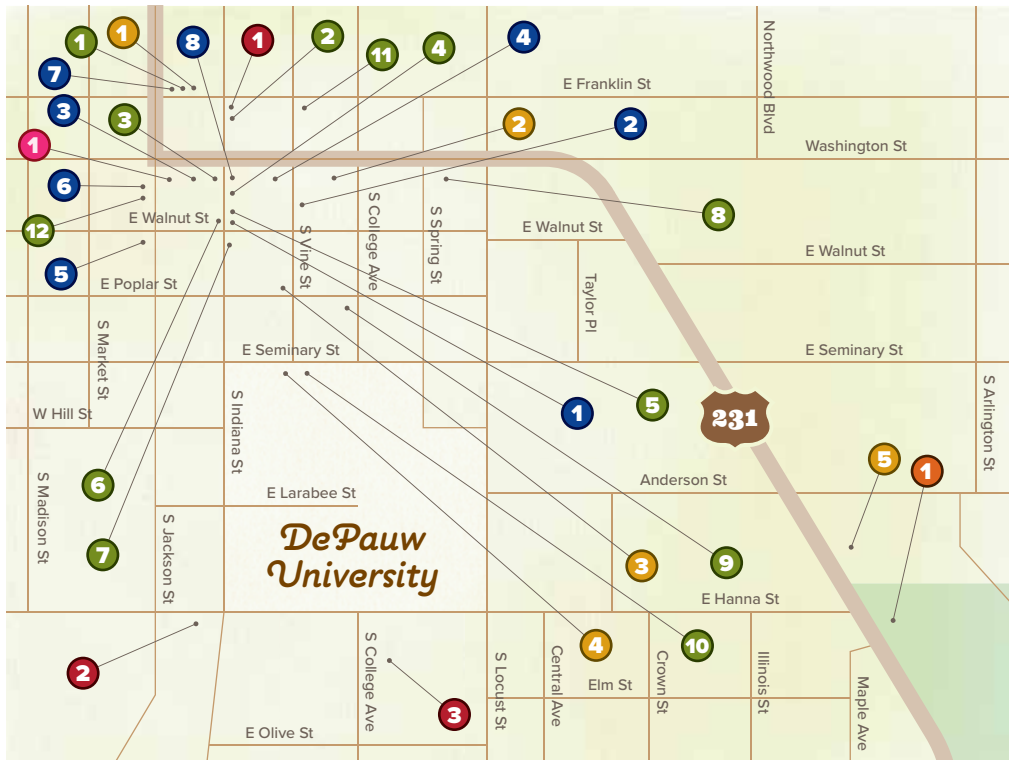 1
1
8
1
2
11
4
4
7
3
3
1
6
12
5
2
2
8
Northwood Blvd
E Franklin St
Washington St
E Walnut St
E Walnut St
E Walnut St
S Vine St
S College Ave
S Spring St
E Poplar St
Taylor Pl
S Market St
E Seminary St
E Seminary St
S Arlington St
W Hill St
S Indiana St
1
5
231
5
1
Anderson St
S Madison St
6
E Larabee St
7
S Jackson St
DePauw
University
3
9
E Hanna St
2
S College Ave
3
4
10
S Locust St
Central Ave
Elm St
Crown St
Illinois St
Maple Ave
E Olive St